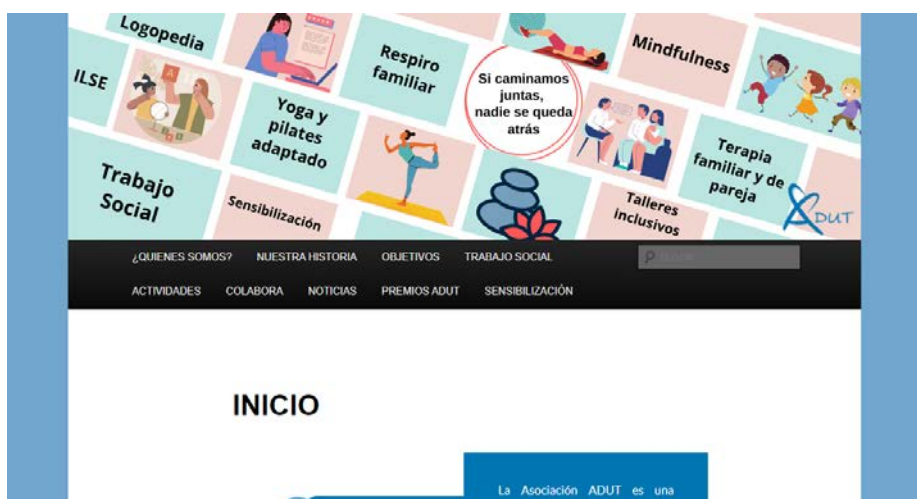 Logopedia
ILSE
Trabajo
Social
Yoga y
pilates
adaptado
Sensibilización
Respiro
familiar
Si caminamos
juntas,
nadie se queda
atrás
Mindfulness
Terapia
familiar y de
pareja
Talleres
inclusivos
ADUT
¿QUIENES SOMOS? NUESTRA HISTORIA OBJETIVOS TRABAJO SOCIAL
ACTIVIDADES COLABORA NOTICIAS PREMIOS ADUT SENSIBILIZACIÓN
INICIO
La Asociación ADUT es una